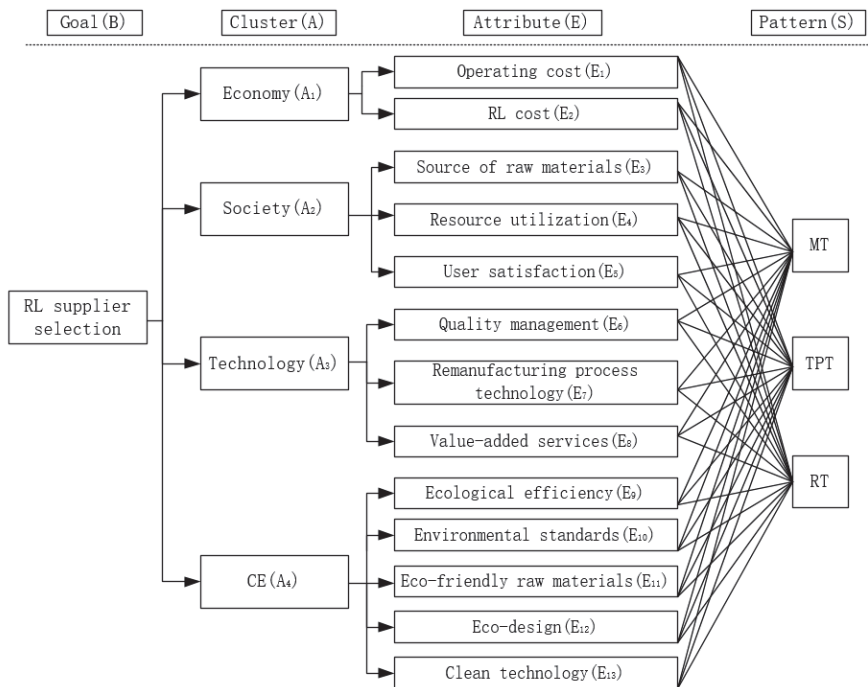 Goal(B)
Cluster(A)
Attribute(E)
Pattern(S)
RL supplier
selection
Economy(A₁)
Operating cost(E₁)
RL cost(E₂)
Society(A₂)
Source of raw materials(E₃)
Resource utilization(E₄)
User satisfaction(E₅)
Technology(A₃)
Quality management(E₆)
Remanufacturing process
technology(E₇)
Value-added services(E₈)
CE(A₄)
Ecological efficiency(E₉)
Environmental standards(E₁₀)
Eco-friendly raw materials(E₁₁)
Eco-design(E₁₂)
Clean technology(E₁₃)
MT
TPT
RT